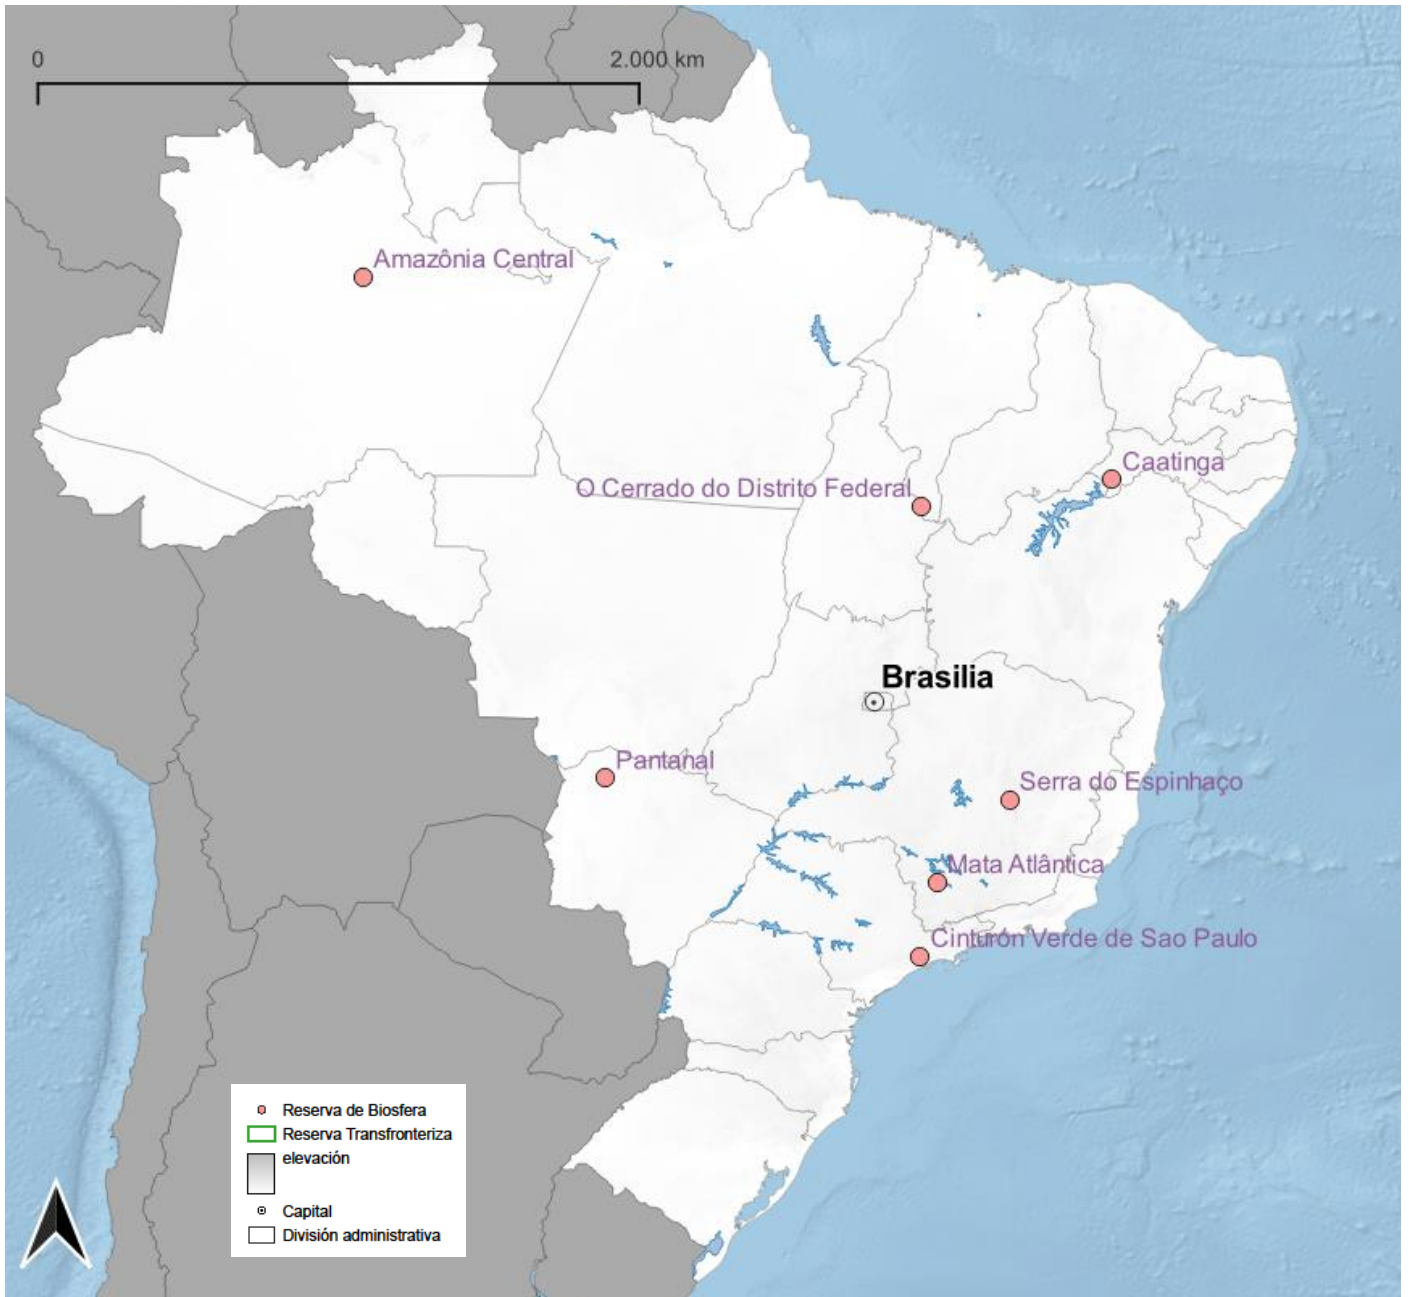 0
2.000 km
Amazônia Central
Caatinga
O Cerrado do Distrito Federal
Brasilia
Pantanal
Serra do Espinhaço
Mata Atlântica
Cinturón Verde de Sao Paulo
Reserva de Biosfera
Reserva Transfronteriza
elevación
Capital
División administrativa